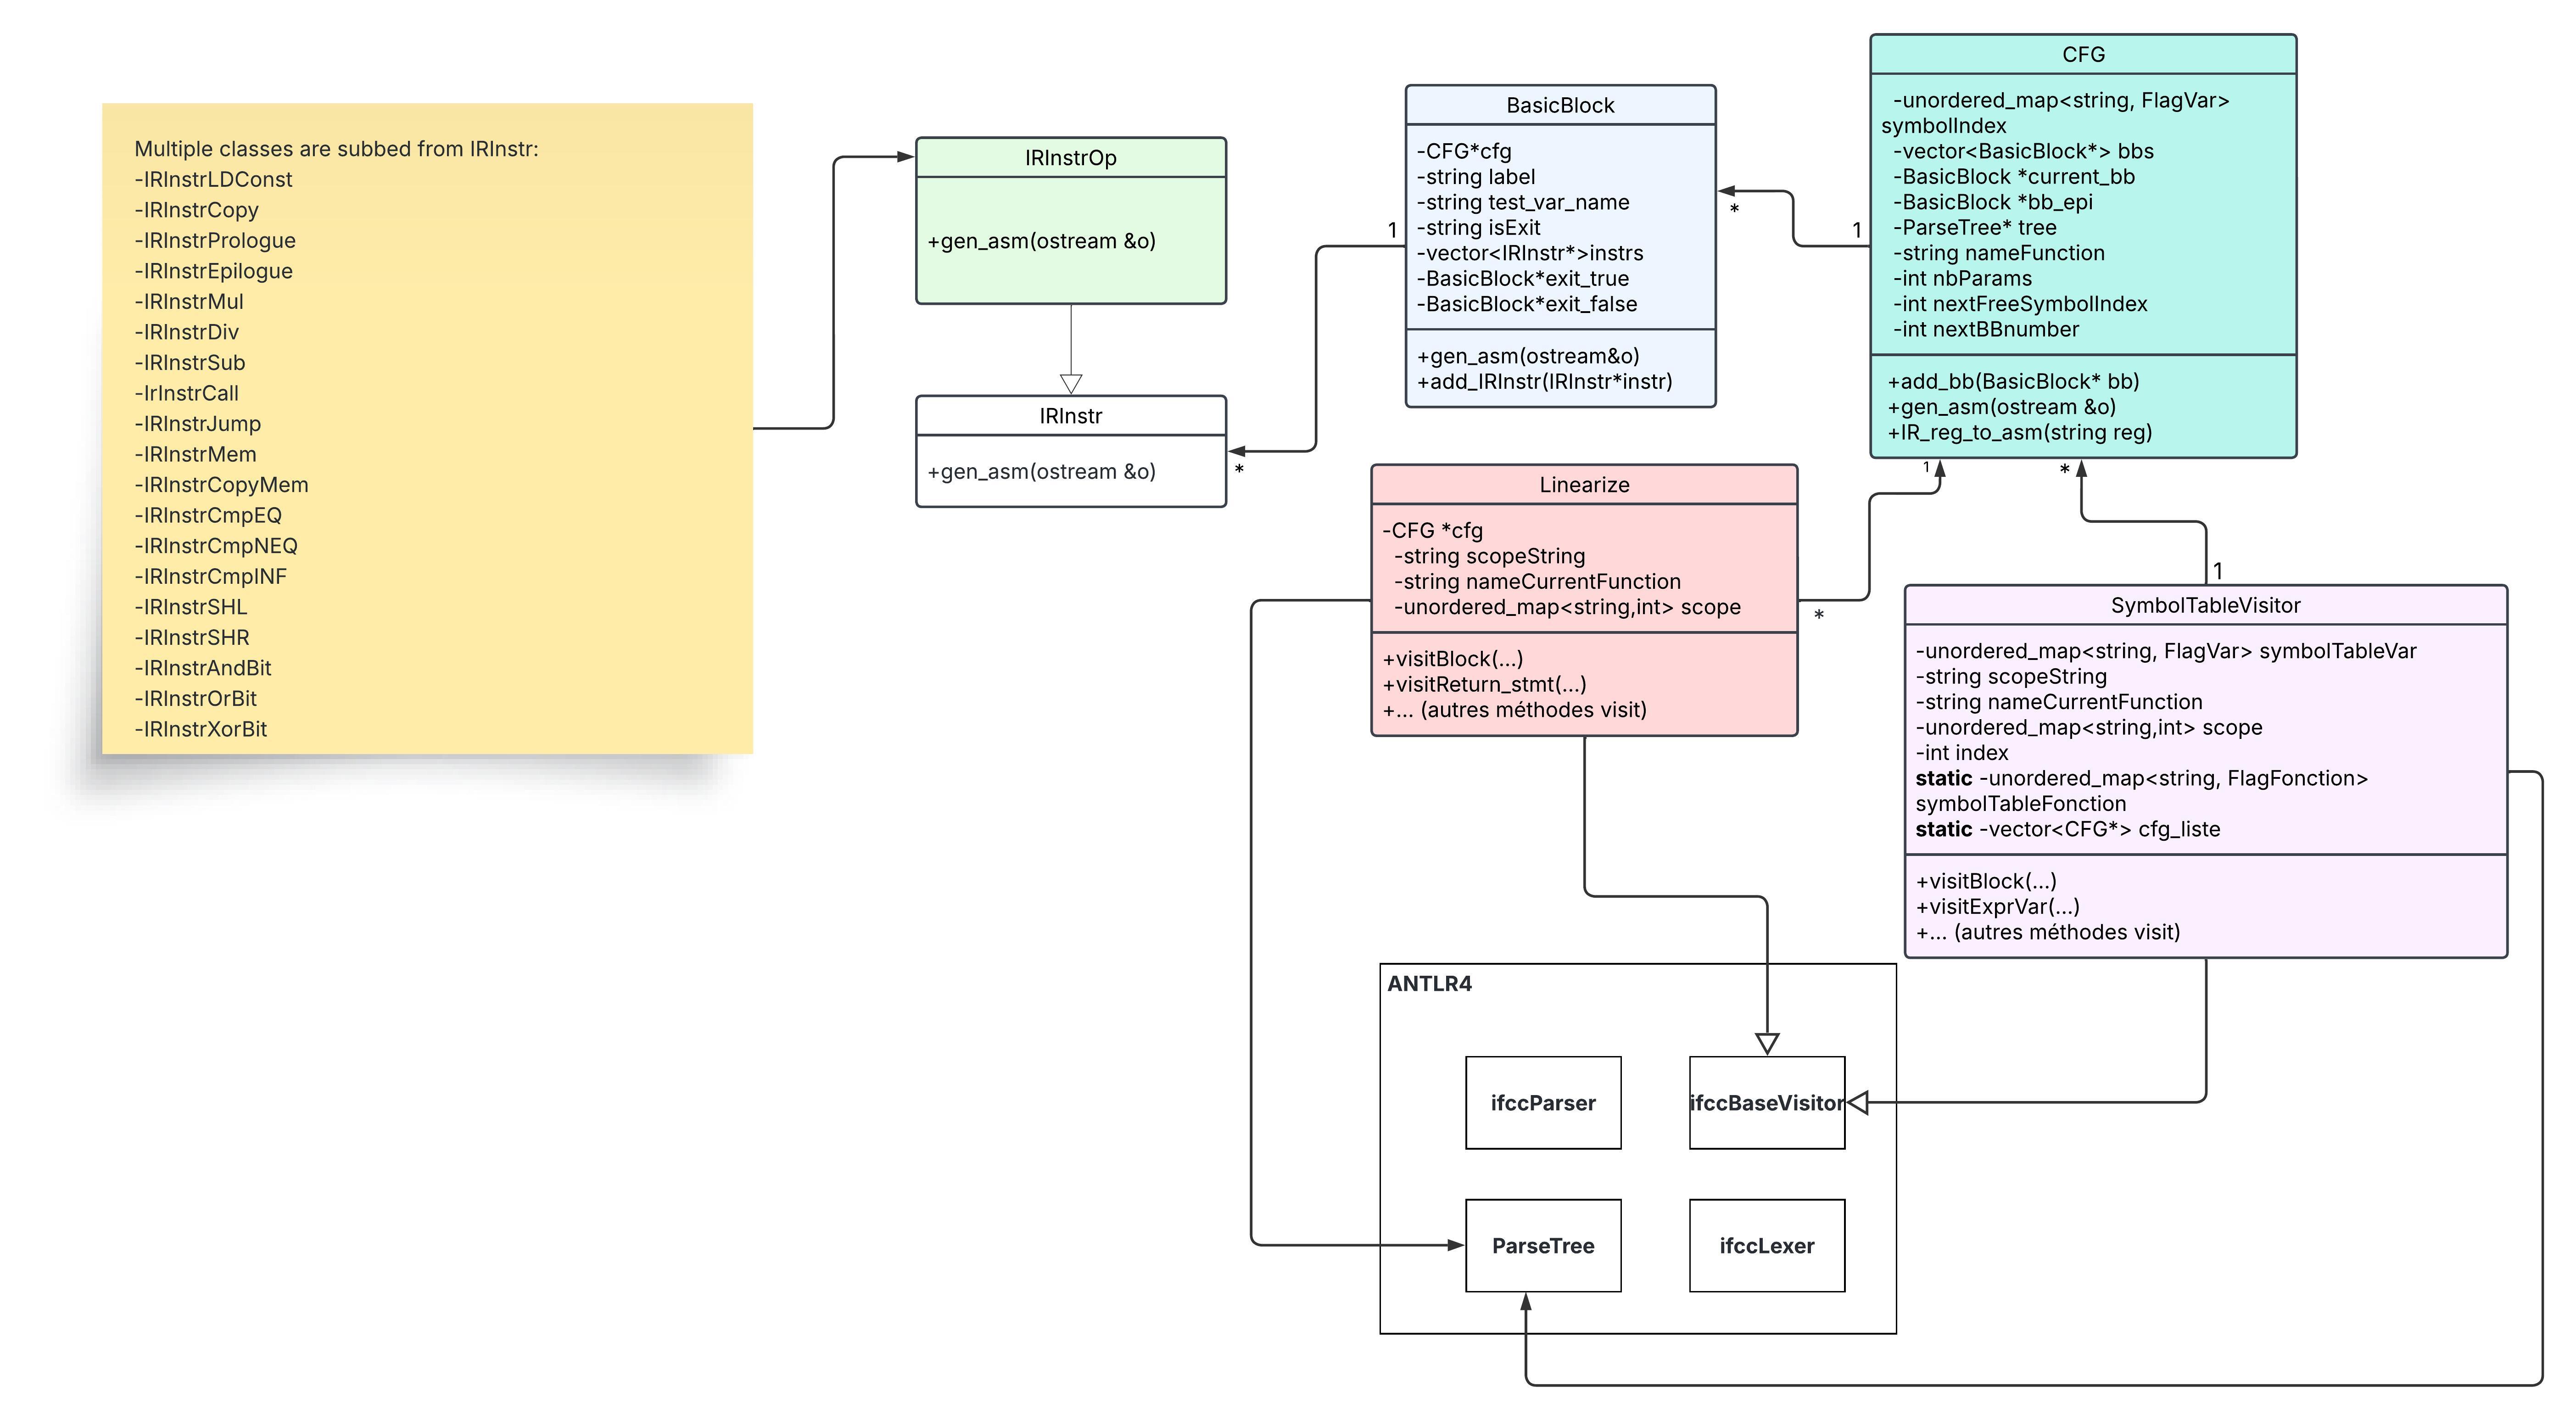 Multiple classes are subbed from IRInstr:
-IRInstrLDConst
-IRInstrCopy
-IRInstrPrologue
-IRInstrEpilogue
-IRInstrMul
-IRInstrDiv
-IRInstrSub
-IrInstrCall
-IRInstrJump
-IRInstrMem
-IRInstrCopyMem
-IRInstrCmpEQ
-IRInstrCmpNEQ
-IRInstrCmpINF
-IRInstrSHL
-IRInstrSHR
-IRInstrAndBit
-IRInstrOrBit
-IRInstrXorBit
IRInstrOp
+gen_asm(ostream &o)
IRInstr
+gen_asm(ostream &o)
*
1
BasicBlock
-CFG*cfg
-string label
-string test_var_name
-string isExit
-vector<IRInstr*>instrs
-BasicBlock*exit_true
-BasicBlock*exit_false
+gen_asm(ostream&o)
+add_IRInstr(IRInstr*instr)
*
1
CFG
-unordered_map<string, FlagVar>
symbolIndex
-vector<BasicBlock*> bbs
-BasicBlock *current_bb
-BasicBlock *bb_epi
-ParseTree* tree
-string nameFunction
-int nbParams
-int nextFreeSymbolIndex
-int nextBBnumber
+add_bb(BasicBlock* bb)
+gen_asm(ostream &o)
+IR_reg_to_asm(string reg)
1
*
Linearize
-CFG *cfg
-string scopeString
-string nameCurrentFunction
-unordered_map<string,int> scope
+visitBlock(...)
+visitReturn_stmt(...)
+... (autres méthodes visit)
*
1
SymbolTableVisitor
-unordered_map<string, FlagVar> symbolTableVar
-string scopeString
-string nameCurrentFunction
-unordered_map<string,int> scope
-int index
static -unordered_map<string, FlagFonction>
symbolTableFonction
static -vector<CFG*> cfg_liste
+visitBlock(...)
+visitExprVar(...)
+... (autres méthodes visit)
ANTLR4
ifccParser
ifccBaseVisitor
ParseTree
ifccLexer